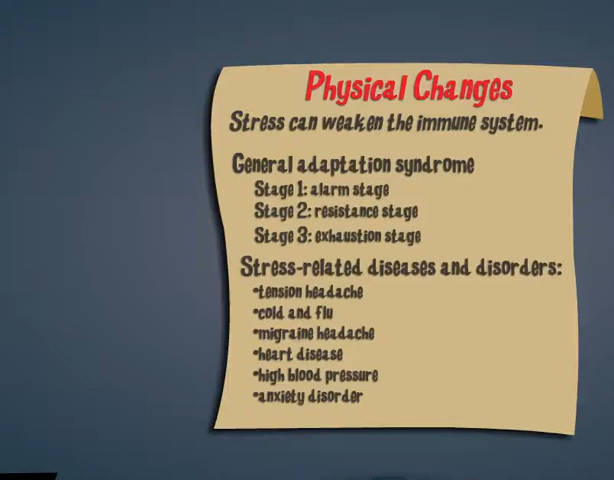 Physical Changes
Stress can weaken the immune system.
General adaptation syndrome
Stage 1: alarm stage
Stage 2: resistance stage
Stage 3: exhaustion stage
Stress-related diseases and disorders:
•tension headache
•cold and flu
•migraine headache
•heart disease
•high blood pressure
•anxiety disorder